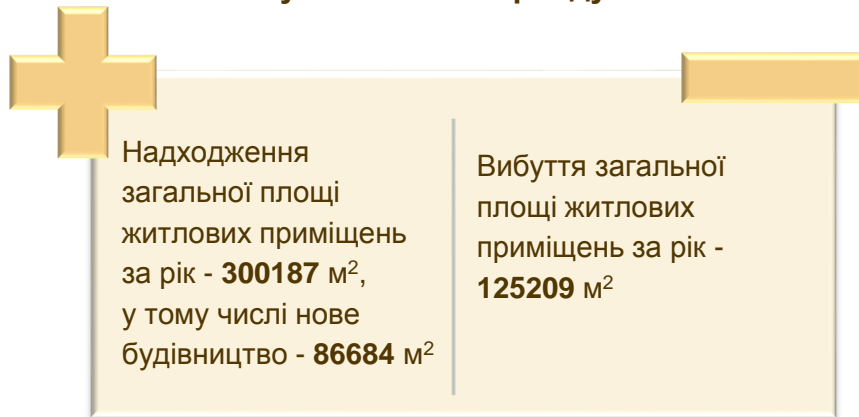 Надходження
загальної площі
житлових приміщень
за рік - 300187 м²,
у тому числі нове
будівництво - 86684 м²
Вибуття загальної
площі житлових
приміщень за рік -
125209 м²